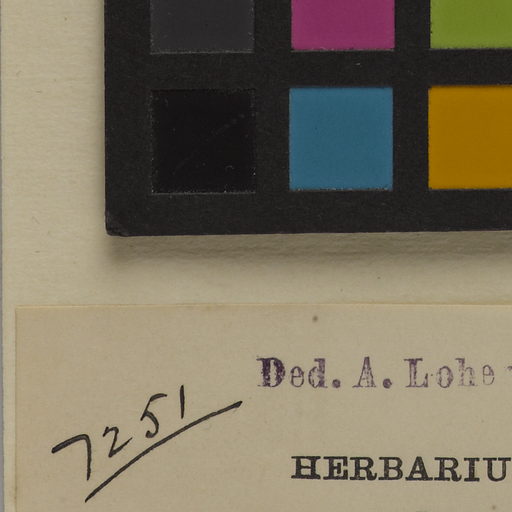 Ded. A. Lohe
7251
HERBARIU